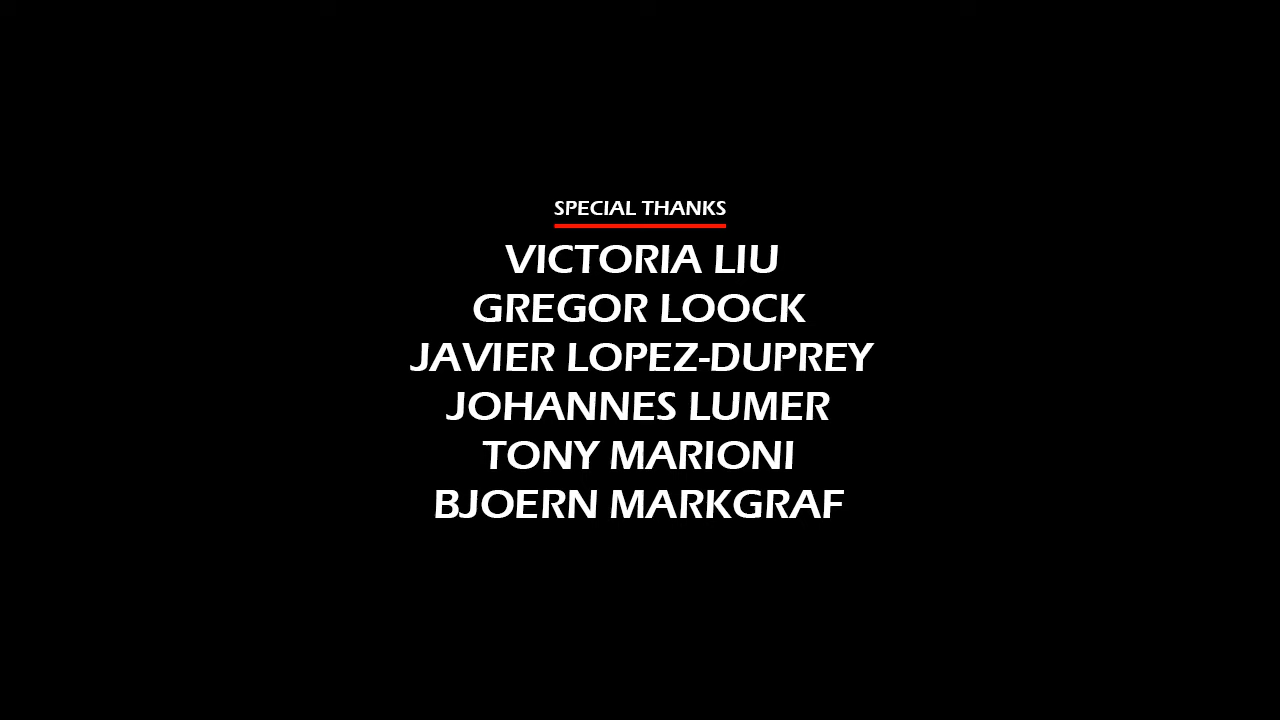 SPECIAL THANKS
VICTORIA LIU
GREGOR LOOCK
JAVIER LOPEZ-DUPREY
JOHANNES LUMER
TONY MARIONI
BJOERN MARKGRAF